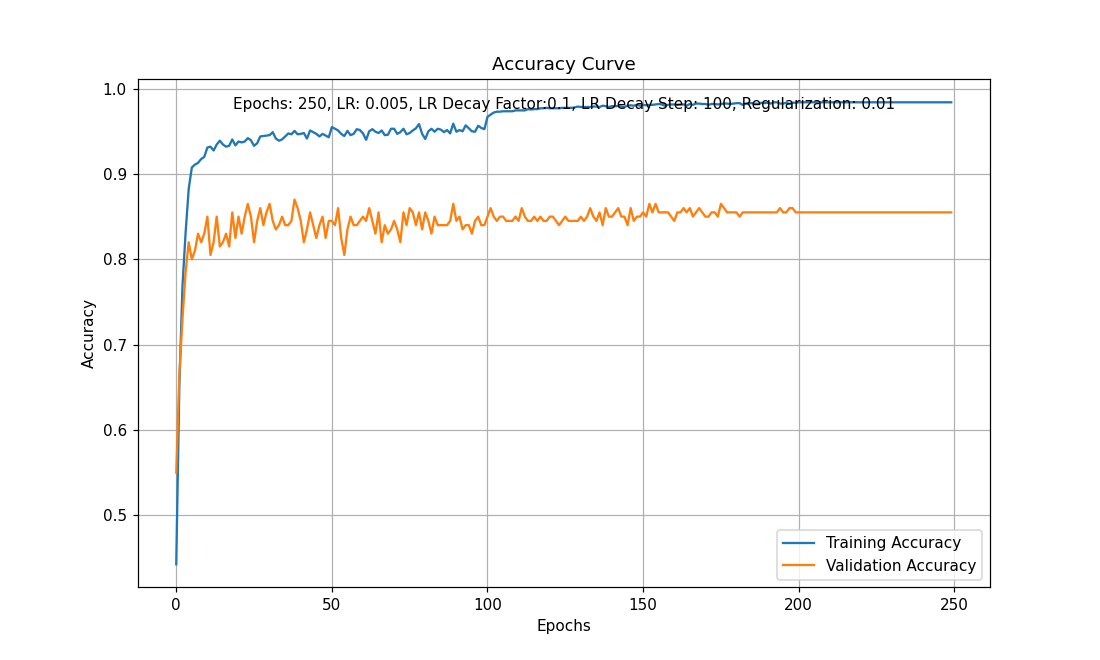 Accuracy Curve
Epochs: 250, LR: 0.005, LR Decay Factor:0.1, LR Decay Step: 100, Regularization: 0.01
1.0
0.9
0.8
0.7
0.6
0.5
Accuracy
Training Accuracy
Validation Accuracy
0 50 100 150 200 250
Epochs